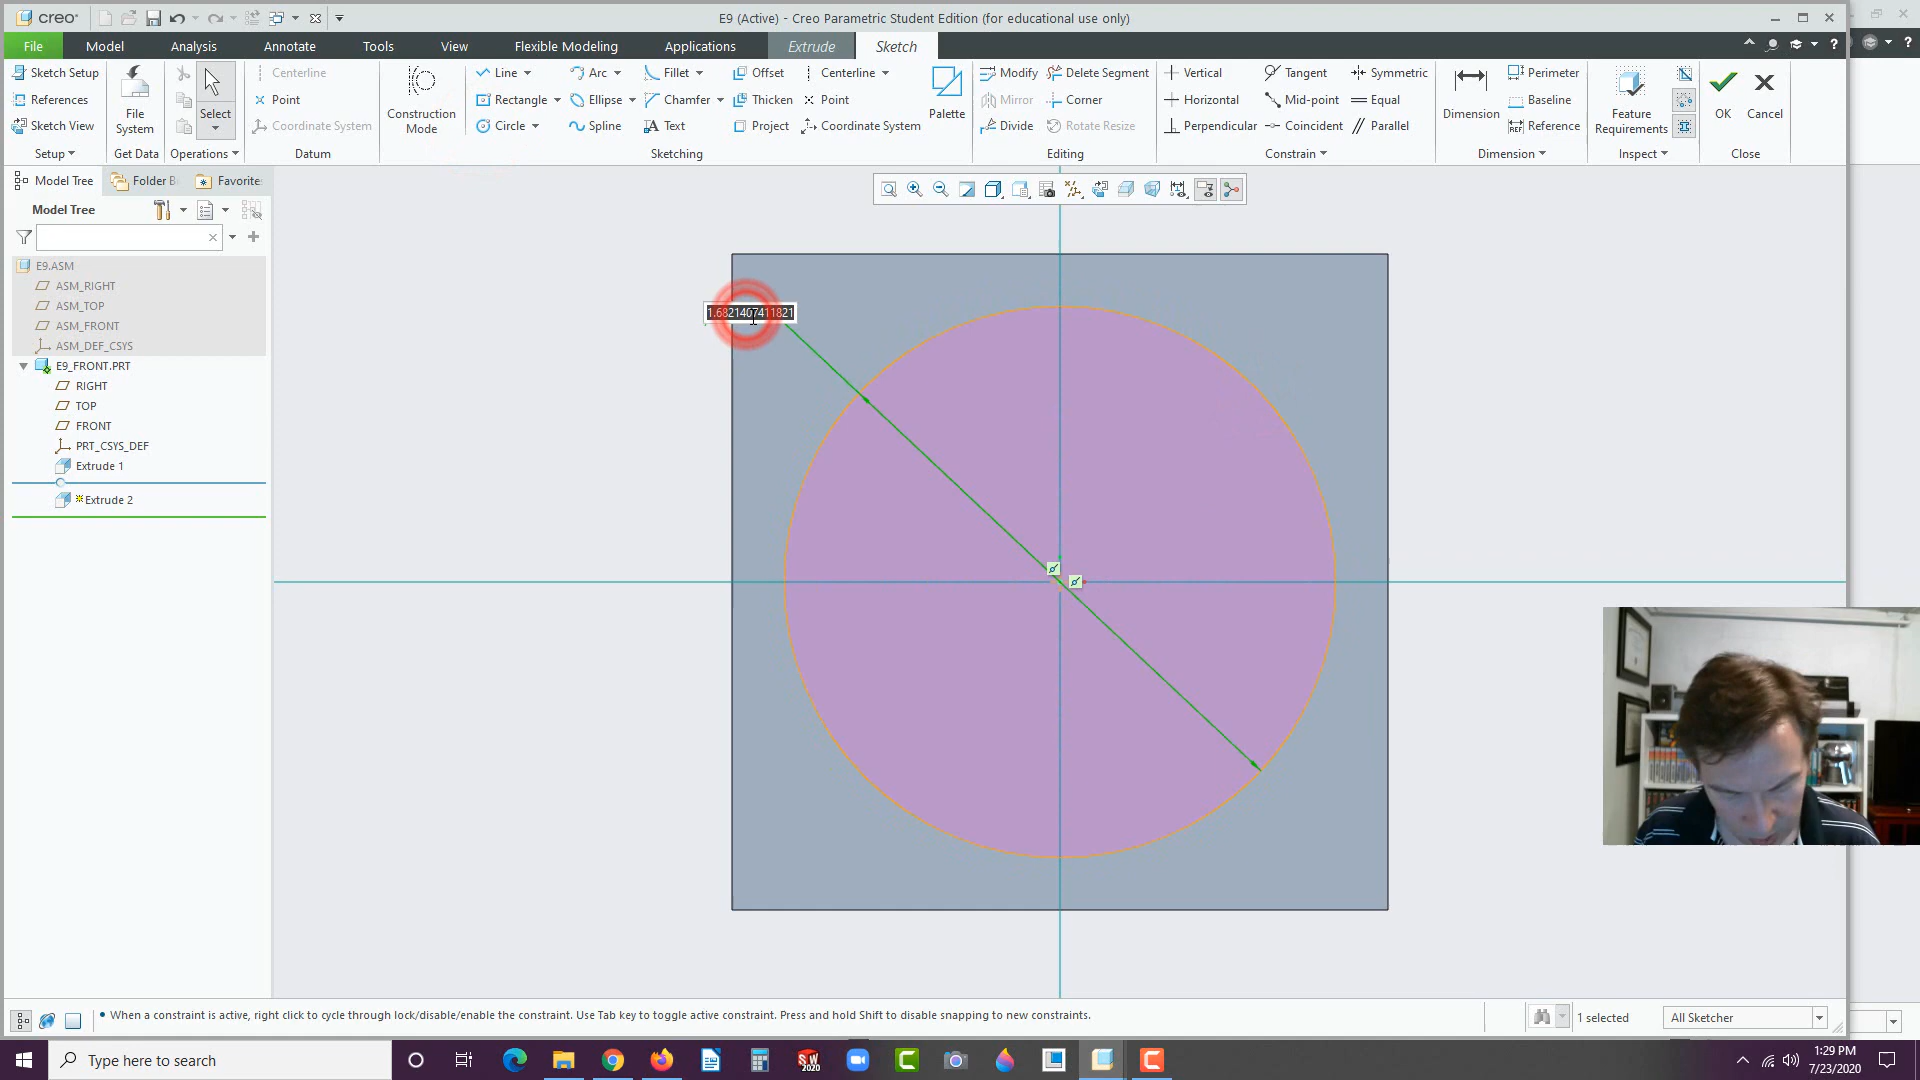 creo
E9 (Active) - Creo Parametric Student Edition (for educational use only)
File Model Analysis Annotate Tools View Flexible Modeling Applications Extrude Sketch
Sketch Setup
References
Sketch View
Setup
File System
Get Data
Select
Operations
Centerline
Point
Coordinate System
Datum
Construction Mode
Line Arc Fillet Offset Centerline
Rectangle Ellipse Chamfer Thicken Point
Circle Spline Text Project Coordinate System
Palette
Sketching
Modify Delete Segment
Mirror Corner
Divide Rotate Resize
Editing
Vertical Tangent Symmetric
Horizontal Mid-point Equal
Perpendicular Coincident Parallel
Constrain
Dimension
Perimeter
Baseline
Reference
Dimension
Feature Requirements
Inspect
OK Cancel
Close
Model Tree Folder B Favorite
Model Tree
E9.ASM
ASM_RIGHT
ASM_TOP
ASM_FRONT
ASM_DEF_CSYS
E9_FRONT.PRT
RIGHT
TOP
FRONT
PRT_CSYS_DEF
Extrude 1
Extrude 2
1.6821407411821
When a constraint is active, right click to cycle through lock/disable/enable the constraint. Use Tab key to toggle active constraint. Press and hold Shift to disable snapping to new constraints.
1 selected
All Sketcher
Type here to search
SW
2020
1:29 PM
7/23/2020